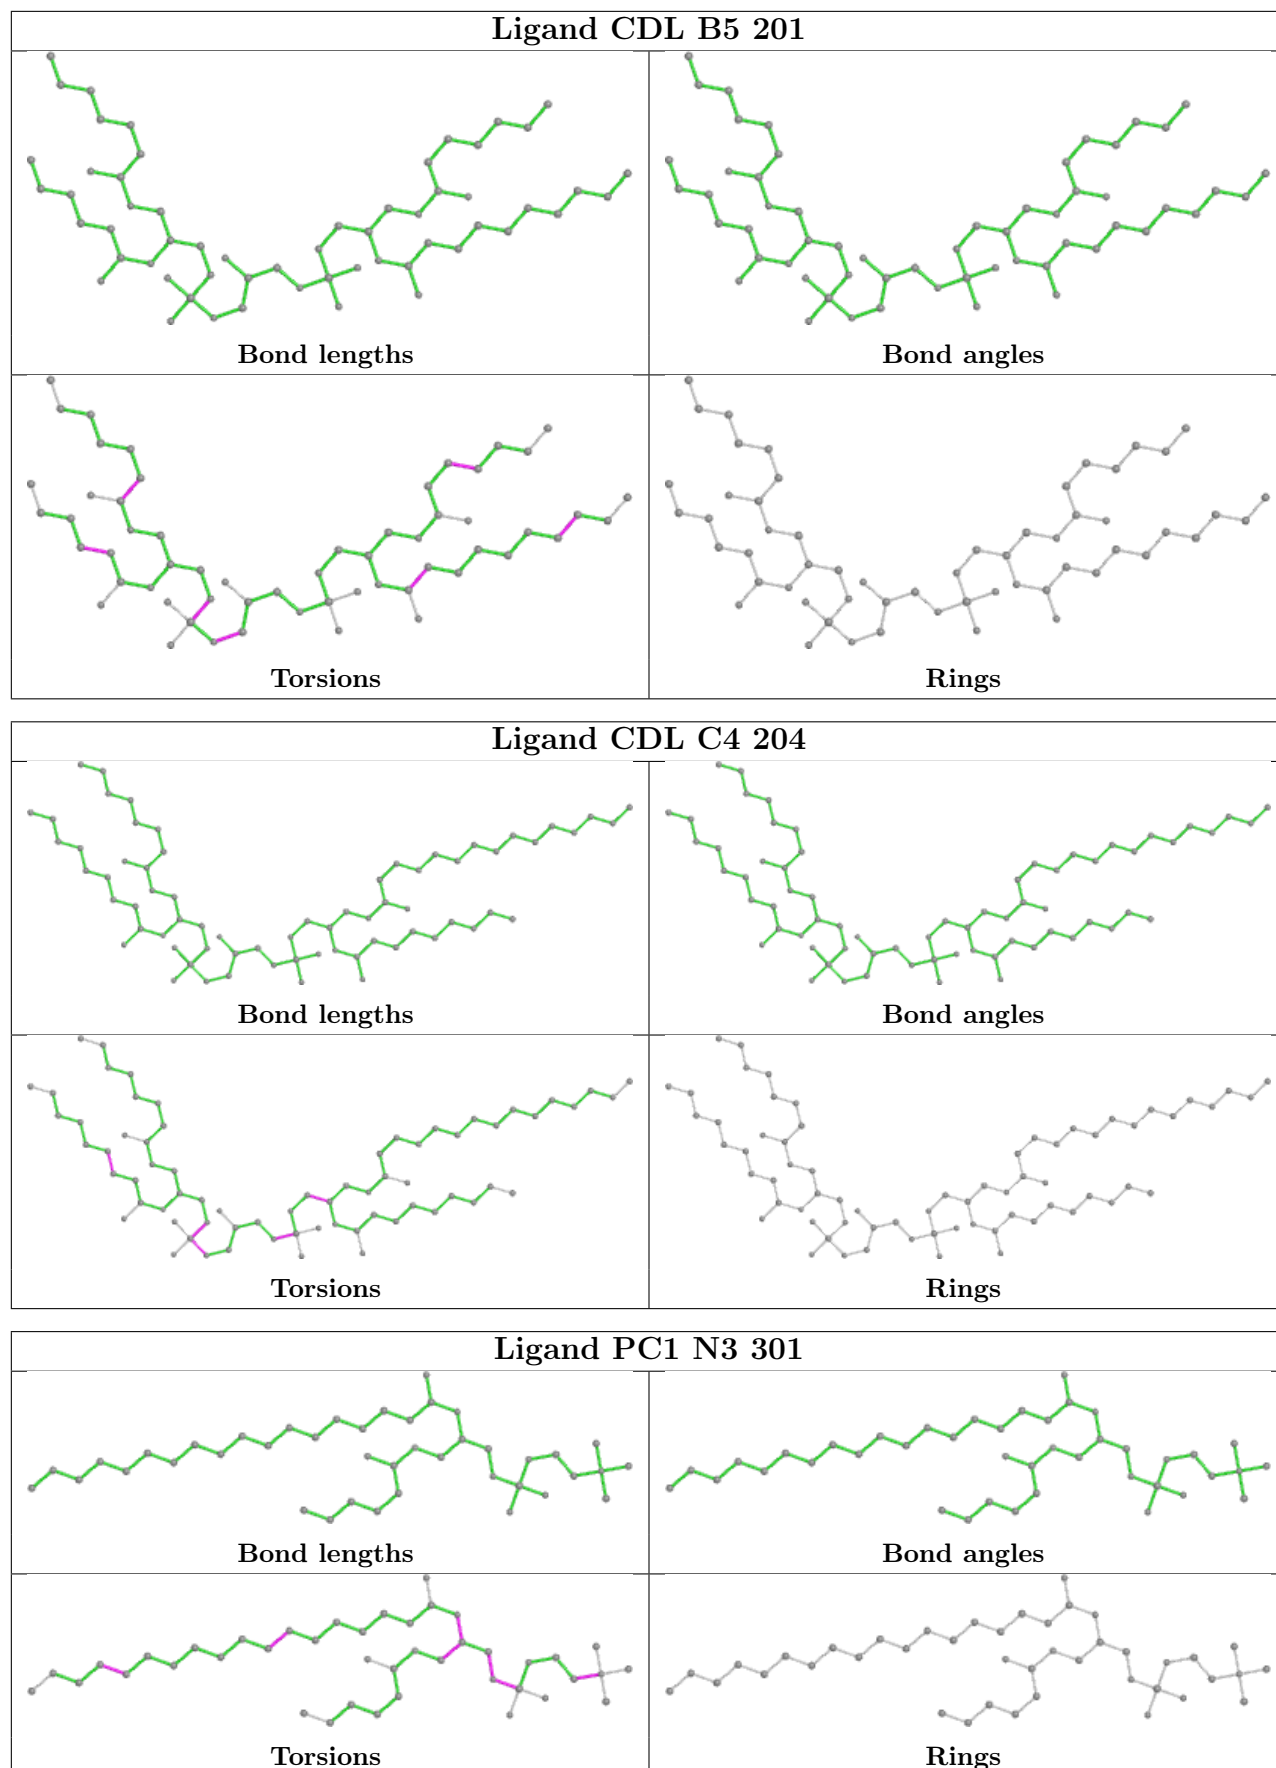 Ligand CDL B5 201
Bond lengths
Bond angles
Torsions
Rings
Ligand CDL C4 204
Bond lengths
Bond angles
Torsions
Rings
Ligand PC1 N3 301
Bond lengths
Bond angles
Torsions
Rings